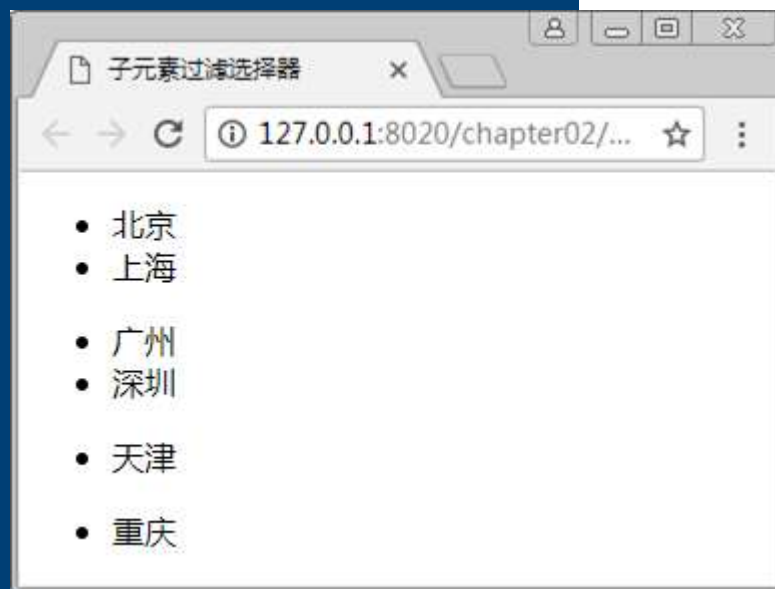 子元素过滤选择器
127.0.0.1:8020/chapter02/...
北京
上海
广州
深圳
天津
重庆